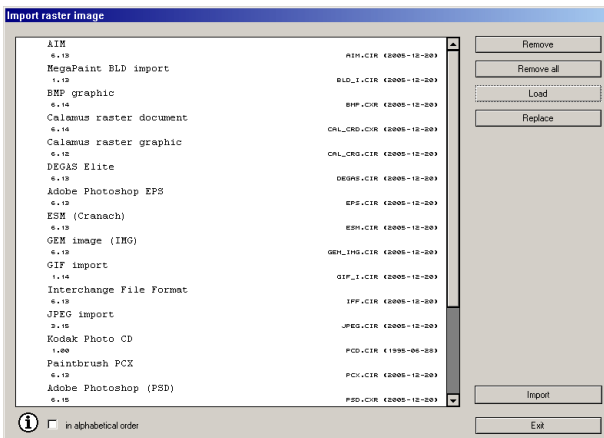 Import raster image
AIM
6.13 AIM.CIR (2005-12-20)
MegaPaint BLD import
1.13 BLD_I.CIR (2005-12-20)
BMP graphic
6.14 BMP.CXR (2005-12-20)
Calamus raster document
6.14 CAL_CRD.CXR (2005-12-20)
Calamus raster graphic
6.12 CAL_CRG.CIR (2005-12-20)
DEGAS Elite
6.13 DEGAS.CIR (2005-12-20)
Adobe Photoshop EPS
6.13 EPS.CIR (2005-12-20)
ESM (Cranach)
6.13 ESM.CIR (2005-12-20)
GEM image (IMG)
6.13 GEM_IMG.CIR (2005-12-20)
GIF import
1.14 GIF_I.CIR (2005-12-20)
Interchange File Format
6.13 IFF.CIR (2005-12-20)
JPEG import
3.15 JPEG.CIR (2005-12-20)
Kodak Photo CD
1.00 PCD.CIR (1995-06-28)
Paintbrush PCX
6.13 PCX.CIR (2005-12-20)
Adobe Photoshop (PSD)
6.15 PSD.CXR (2005-12-20)
in alphabetical order
Remove
Remove all
Load
Replace
Import
Exit